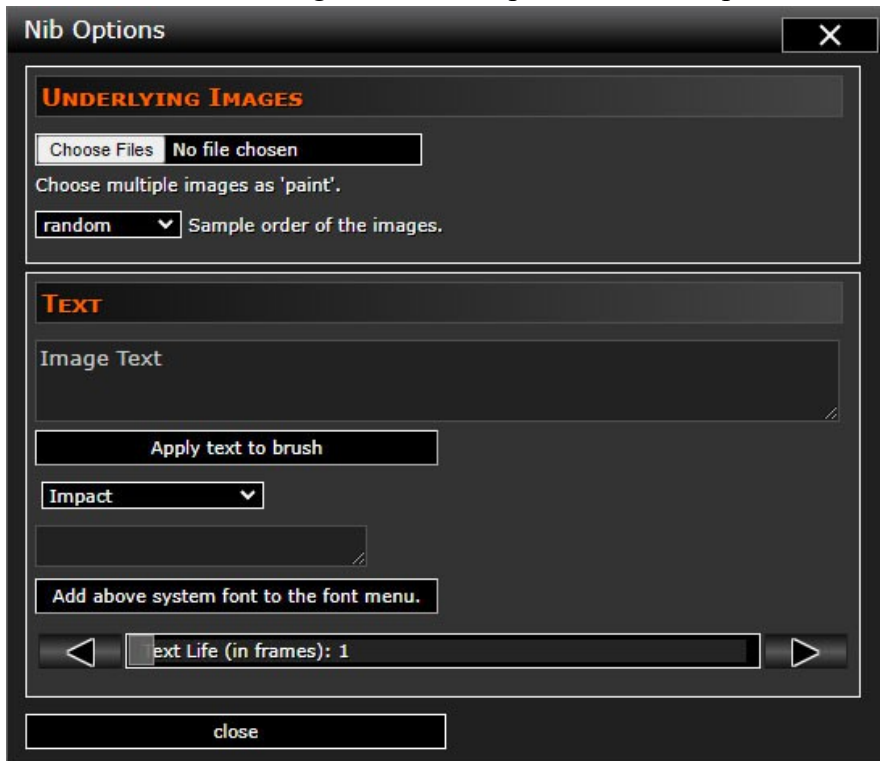 Nib Options
UNDERLYING IMAGES
Choose Files No file chosen
Choose multiple images as 'paint'.
random Sample order of the images.
TEXT
Image Text
Apply text to brush
Impact
Add above system font to the font menu.
Text Life (in frames): 1
close